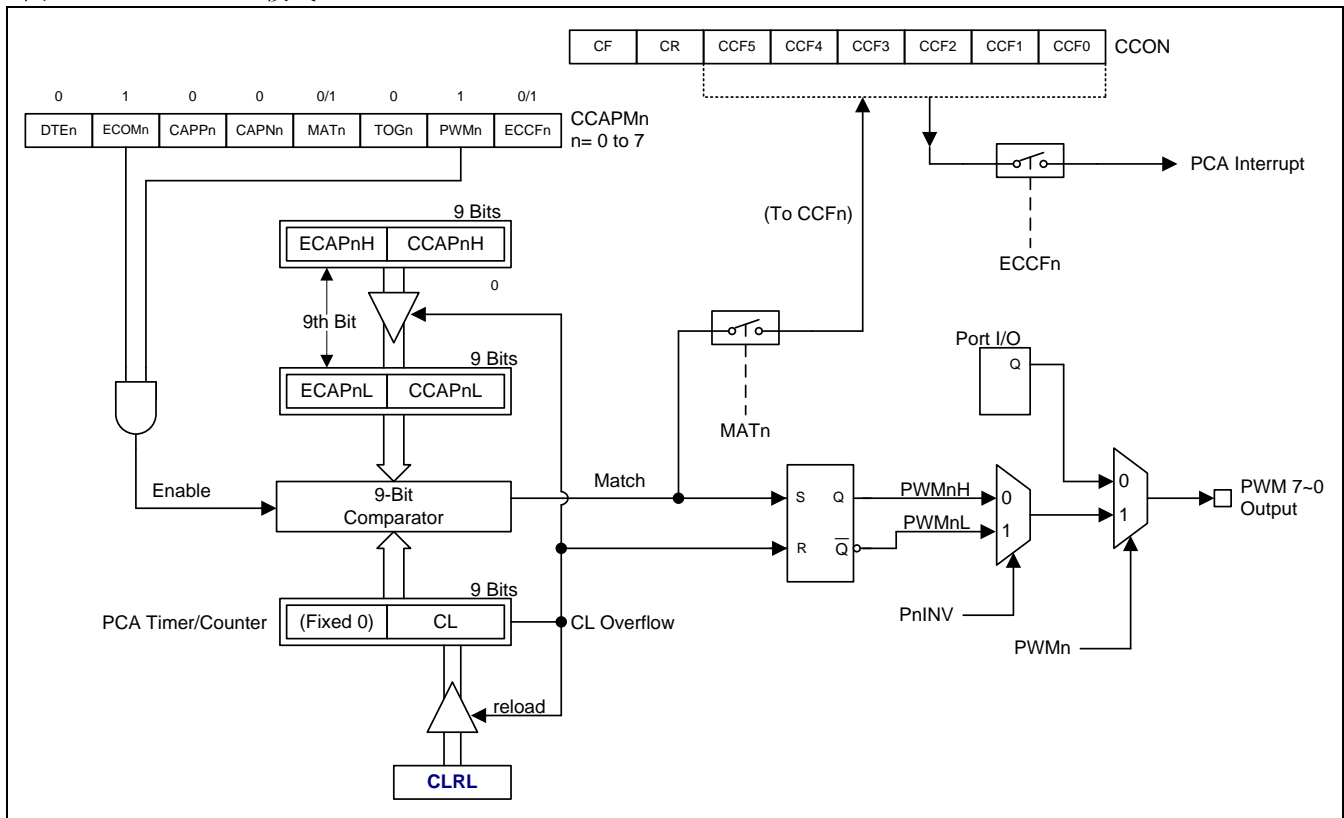 CF CR CCF5 CCF4 CCF3 CCF2 CCF1 CCF0 CCON
0 1 0 0 0/1 0 1 0/1
DTEn ECOMn CAPPn CAPNn MATn TOGn PWMn ECCFn
CCAPMn
n= 0 to 7
PCA Interrupt
(To CCFn)
ECCFn
9 Bits
ECAPnH CCAPnH
0
9th Bit
9 Bits
ECAPnL CCAPnL
MATn
Port I/O
Q
Enable
9-Bit
Comparator
Match
S Q
R Q
PWMnH
PWMnL
0
1
0
1
PWM 7~0
Output
PnINV
PWMn
9 Bits
PCA Timer/Counter (Fixed 0) CL CL Overflow
reload
CLRL